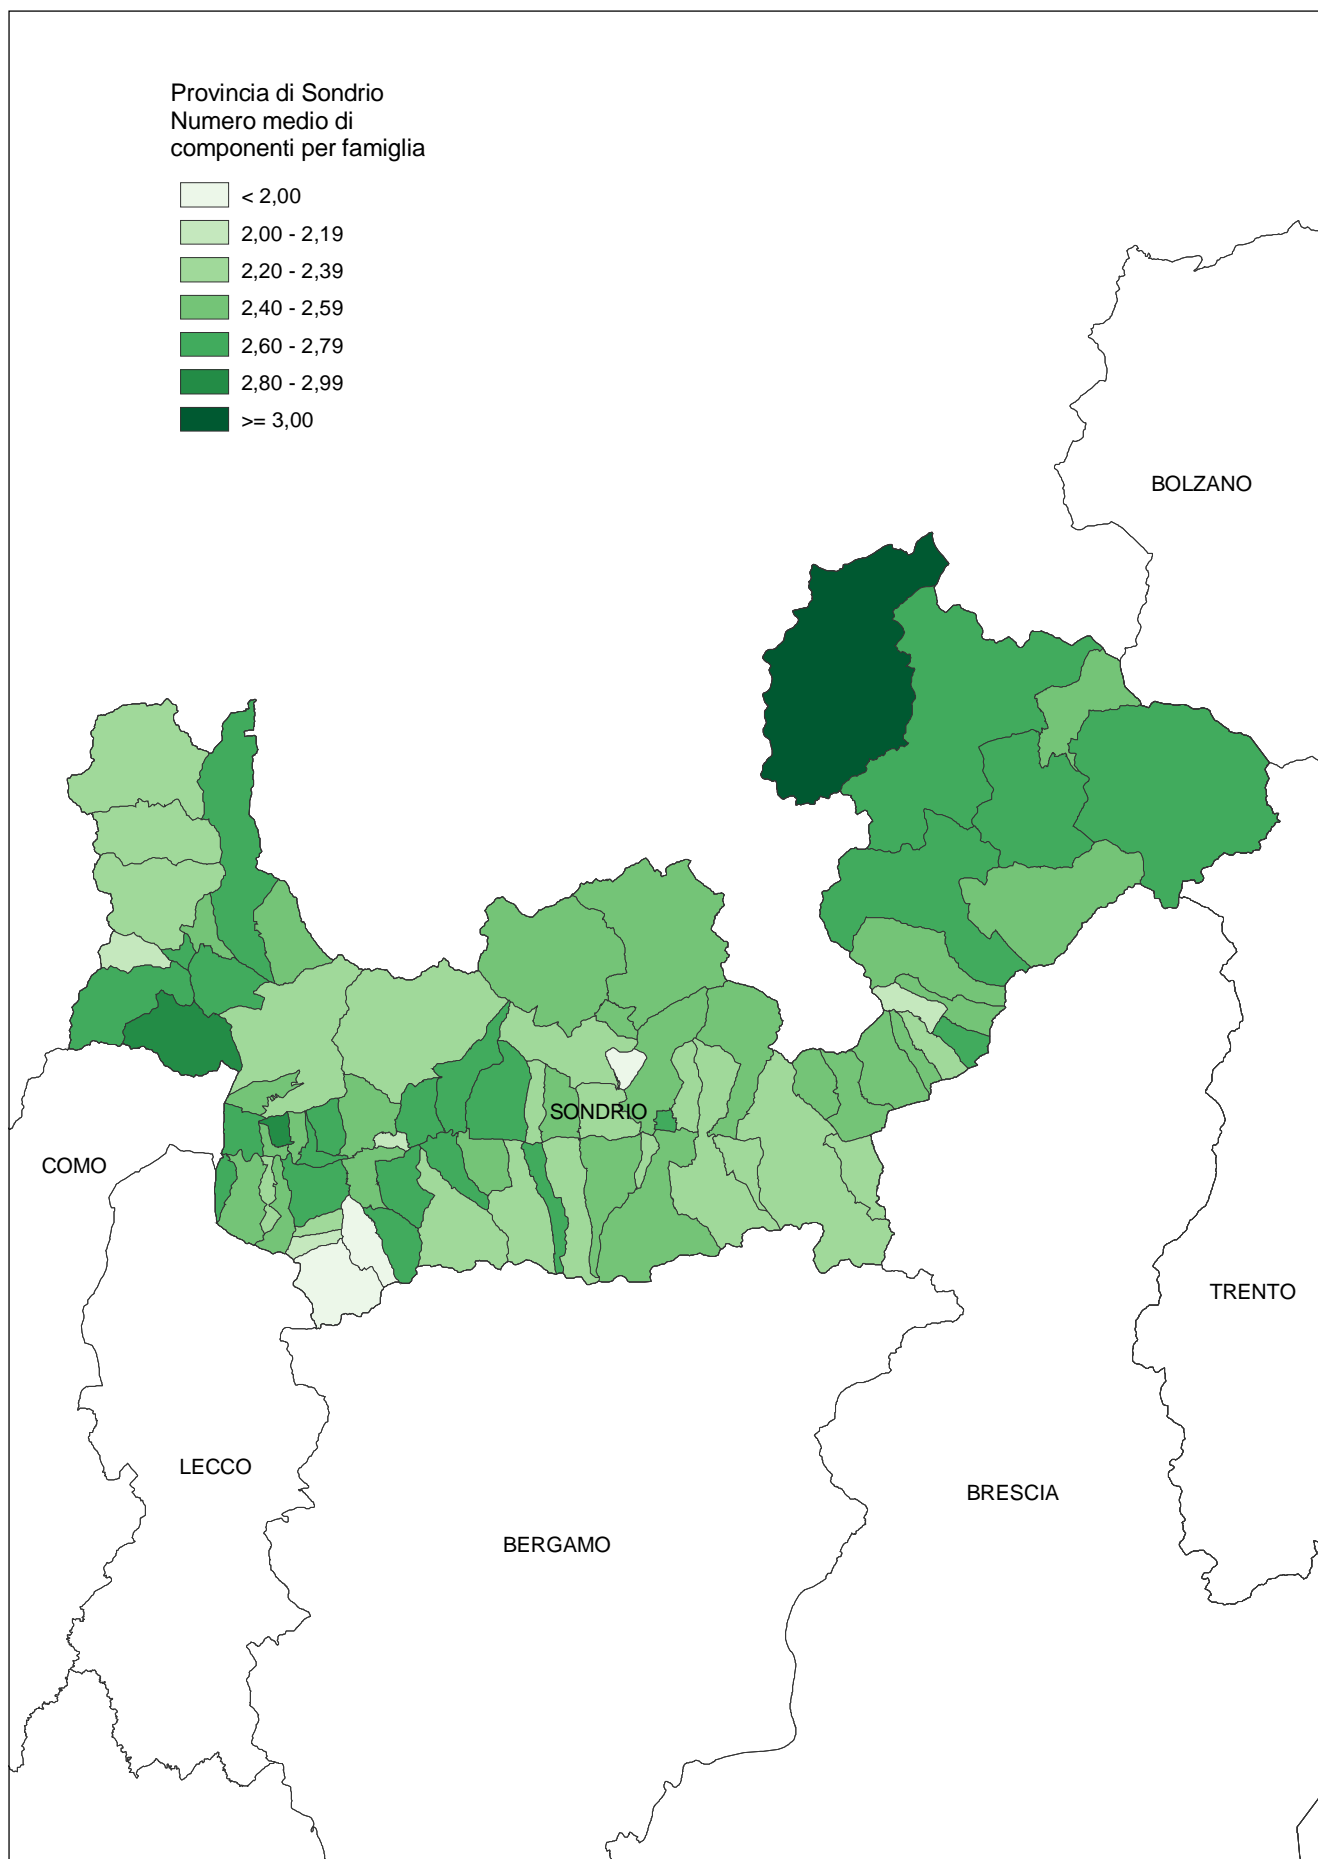 Provincia di Sondrio
Numero medio di
componenti per famiglia
< 2,00
2,00 - 2,19
2,20 - 2,39
2,40 - 2,59
2,60 - 2,79
2,80 - 2,99
>= 3,00
BOLZANO
SONDRIO
COMO
TRENTO
LECCO
BRESCIA
BERGAMO